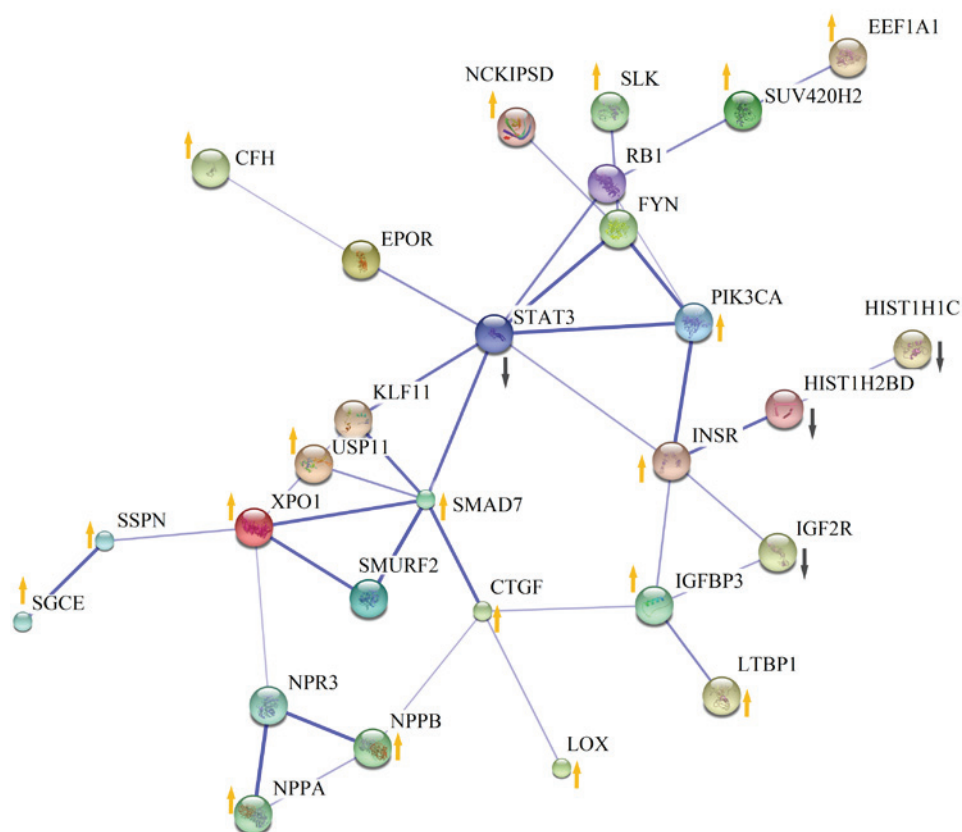 EEF1A1
NCKIPSD
SLK
SUV420H2
CFH
RB1
FYN
EPOR
PIK3CA
HIST1H1C
STAT3
HIST1H2BD
KLF11
USP11
INSR
XPO1
SMAD7
SSPN
IGF2R
SMURF2
CTGF
IGFBP3
SGCE
LTBP1
NPR3
NPPB
LOX
NPPA